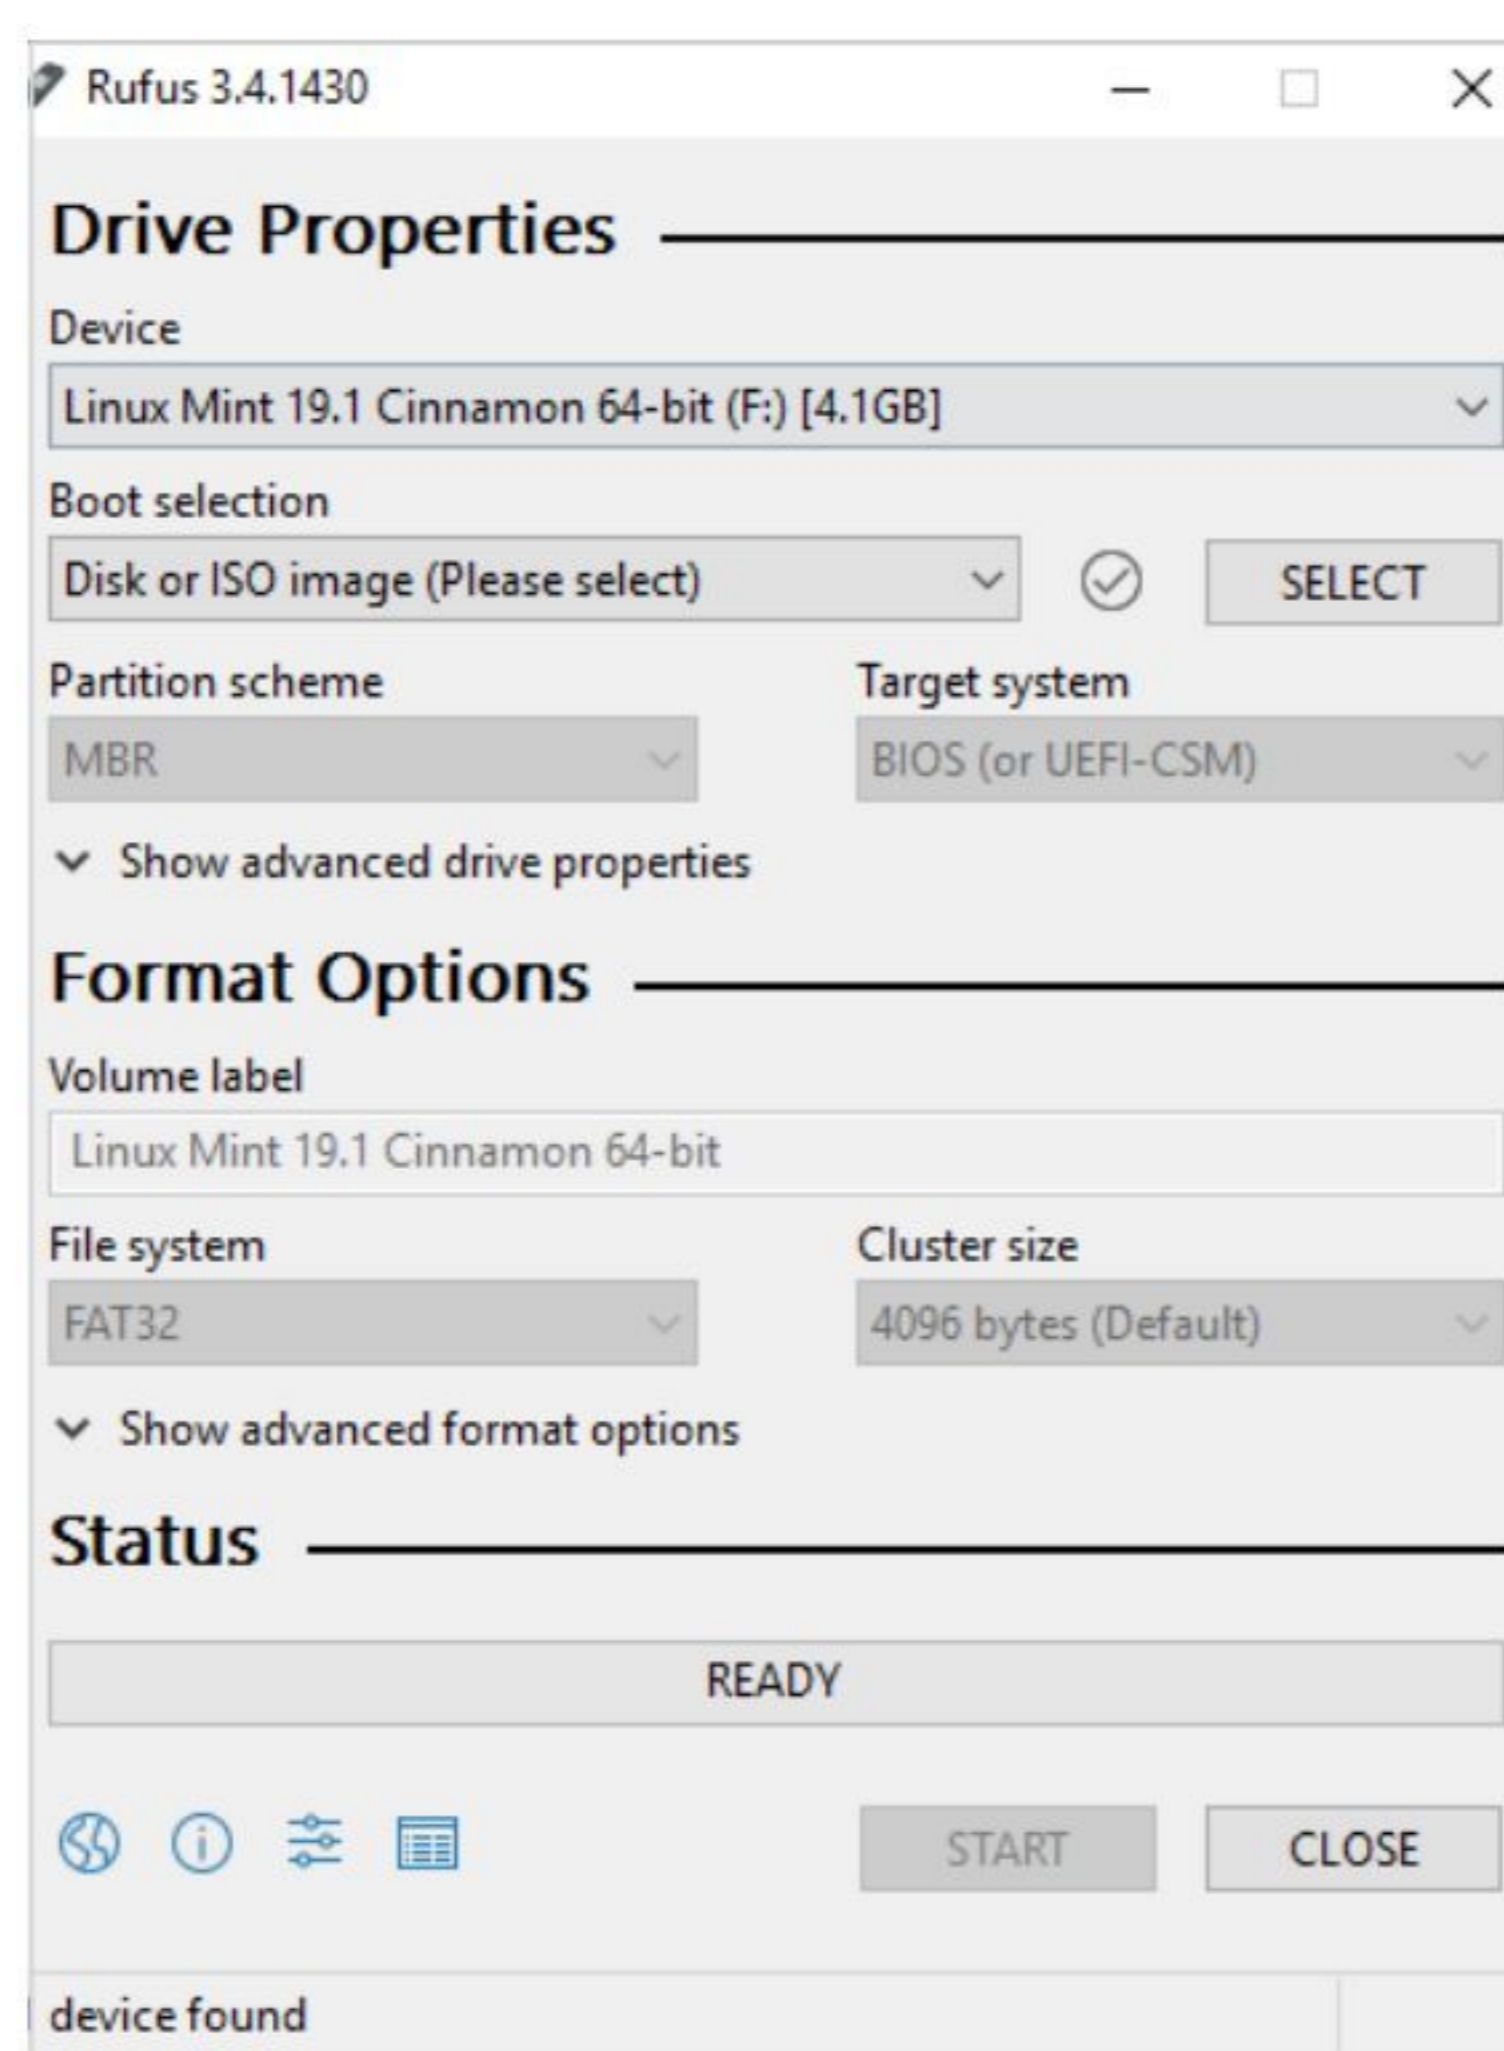 Rufus 3.4.1430
Drive Properties
Device
Linux Mint 19.1 Cinnamon 64-bit (F:) [4.1GB]
Boot selection
Disk or ISO image (Please select)
SELECT
Partition scheme
Target system
MBR
BIOS (or UEFI-CSM)
Show advanced drive properties
Format Options
Volume label
Linux Mint 19.1 Cinnamon 64-bit
File system
Cluster size
FAT32
4096 bytes (Default)
Show advanced format options
Status
READY
START
CLOSE
device found